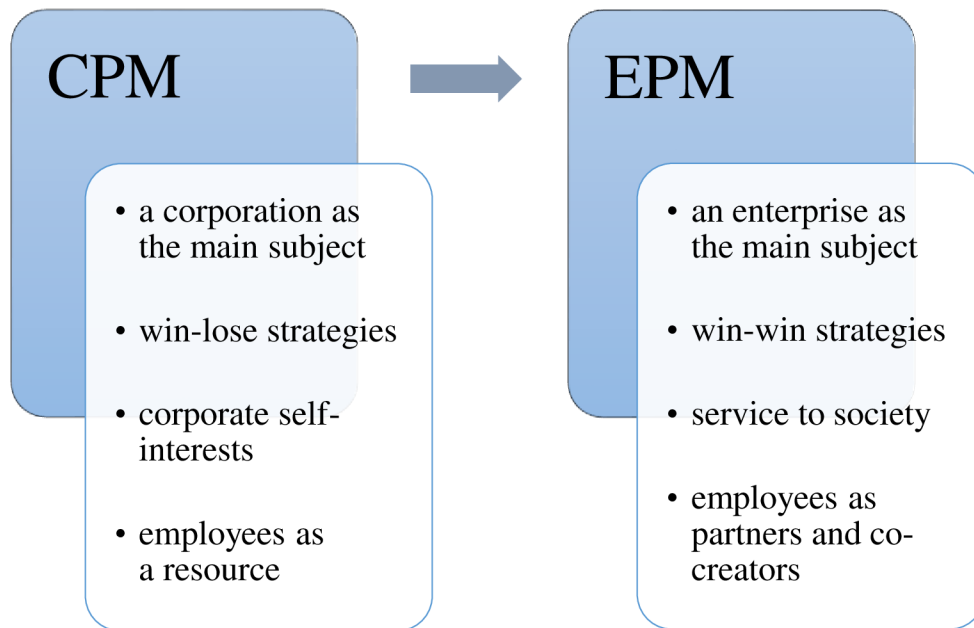 CPM
• a corporation as
the main subject
• win-lose strategies
• corporate self-
interests
• employees as
a resource
EPM
• an enterprise as
the main subject
• win-win strategies
• service to society
• employees as
partners and co-
creators